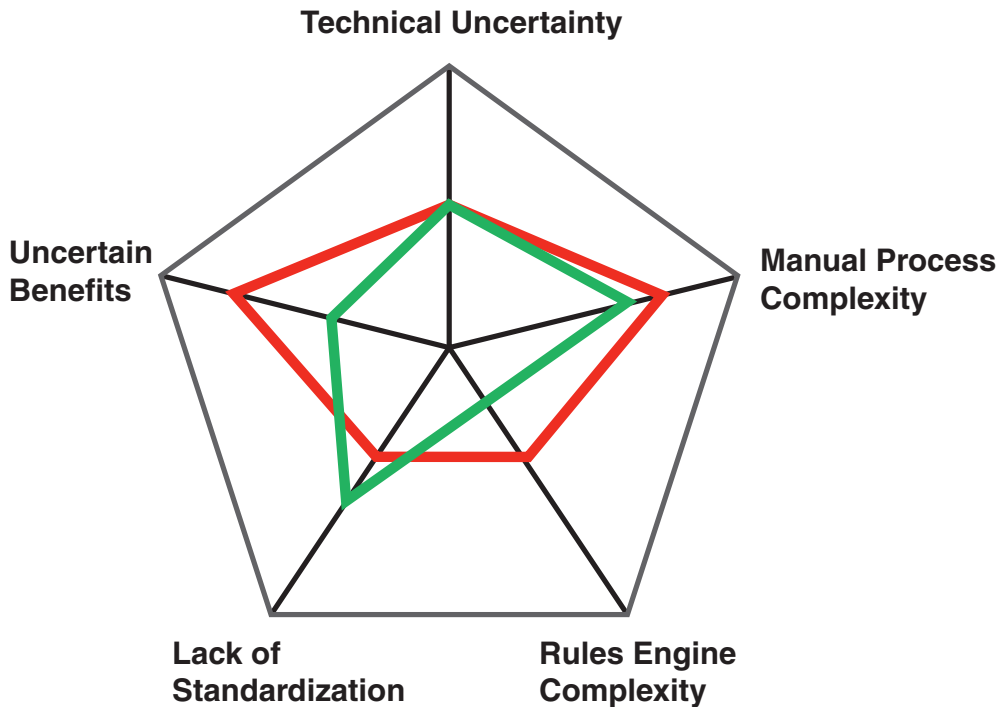 Technical Uncertainty
Uncertain
Benefits
Manual Process
Complexity
Lack of
Standardization
Rules Engine
Complexity